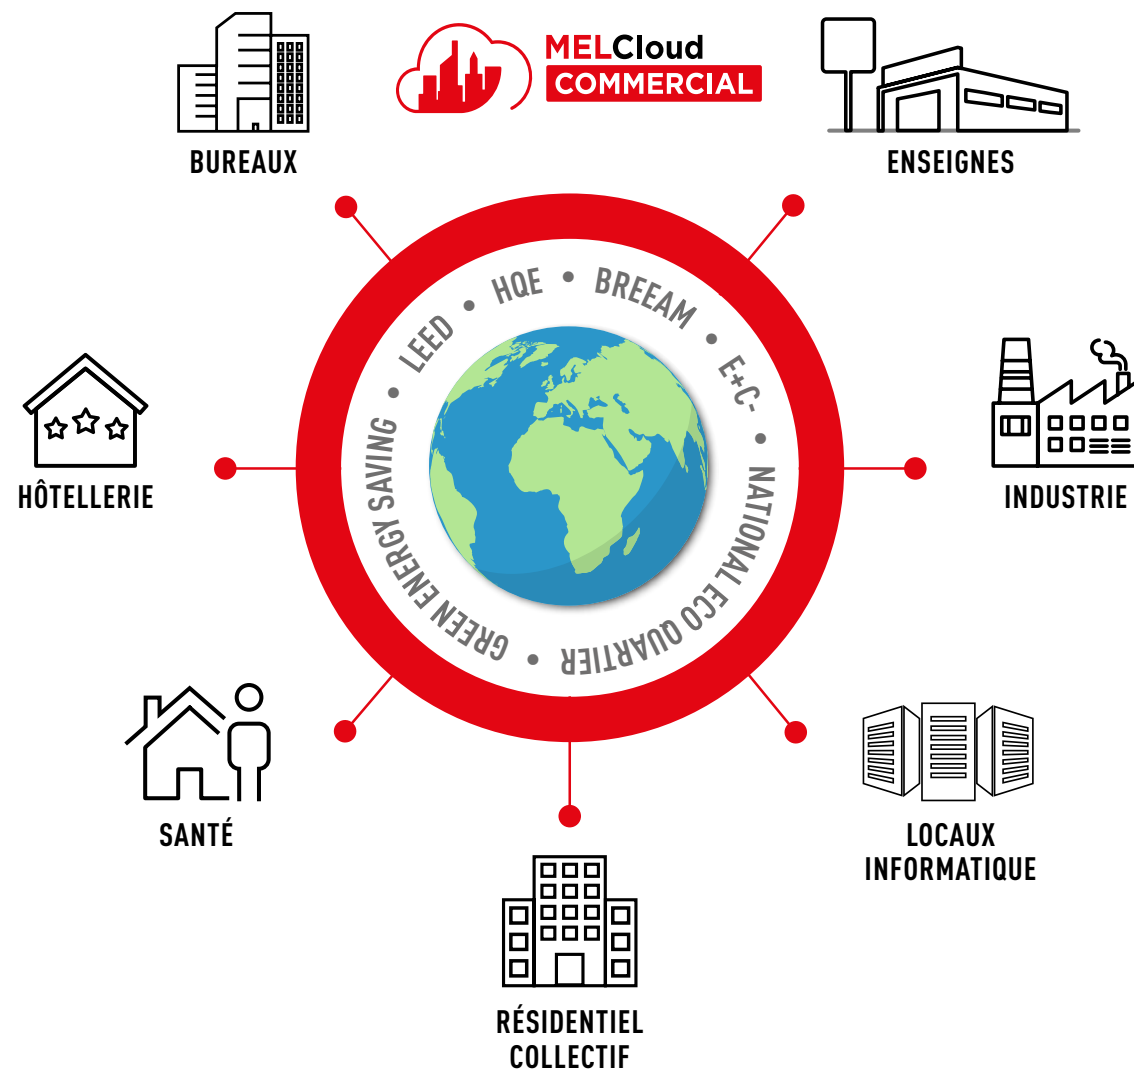 MELCloud
COMMERCIAL
BUREAUX
ENSEIGNES
HÔTELLERIE
INDUSTRIE
SANTÉ
LOCAUX
INFORMATIQUE
RÉSIDENTIEL
COLLECTIF
LEED • HQE • BREEAM • E+C- • NATIONAL ECO QUARTIER • GREEN ENERGY SAVING •